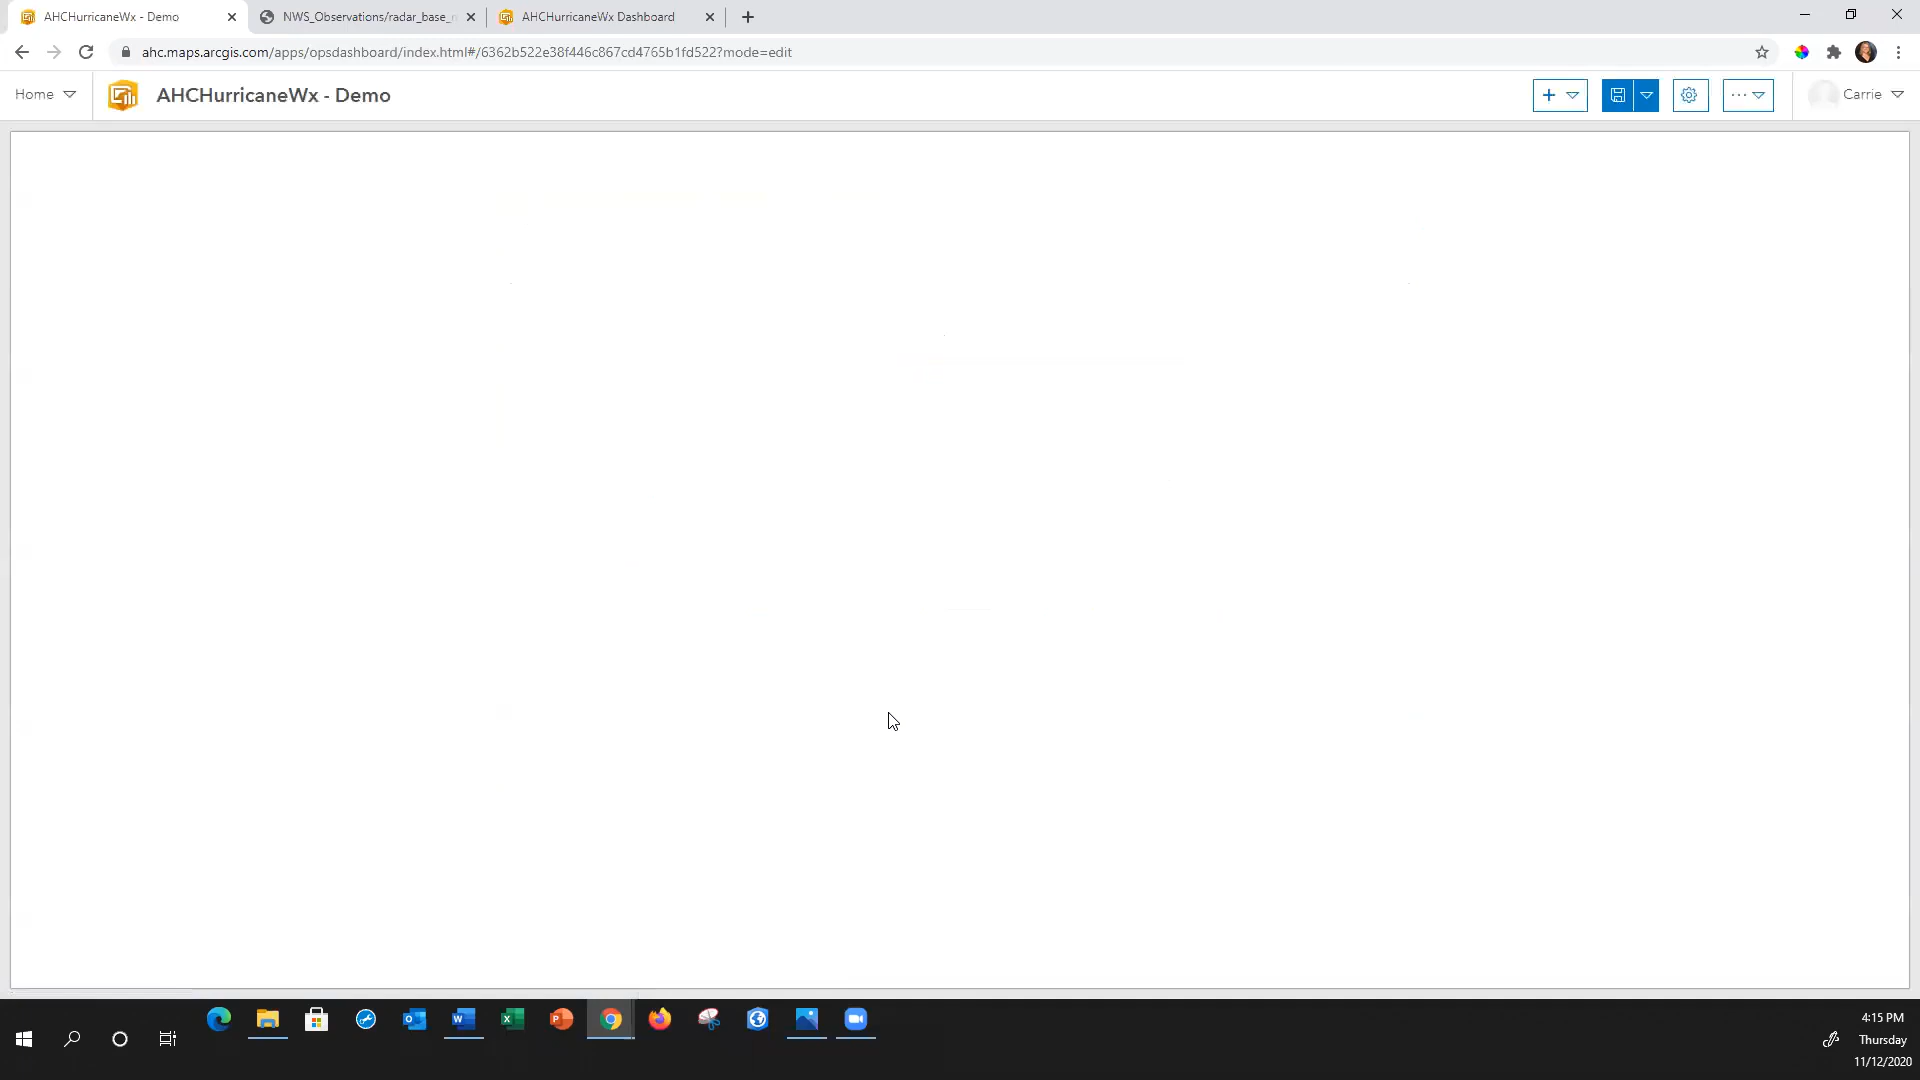 AHCHurricaneWx - Demo
NWS_Observations/radar_base_
AHCHurricaneWx Dashboard
ahc.maps.arcgis.com/apps/opsdashboard/index.html#/6362b522e38f446c867cd4765b1fd522?mode=edit
Home
AHCHurricaneWx - Demo
Carrie
4:15 PM
Thursday
11/12/2020